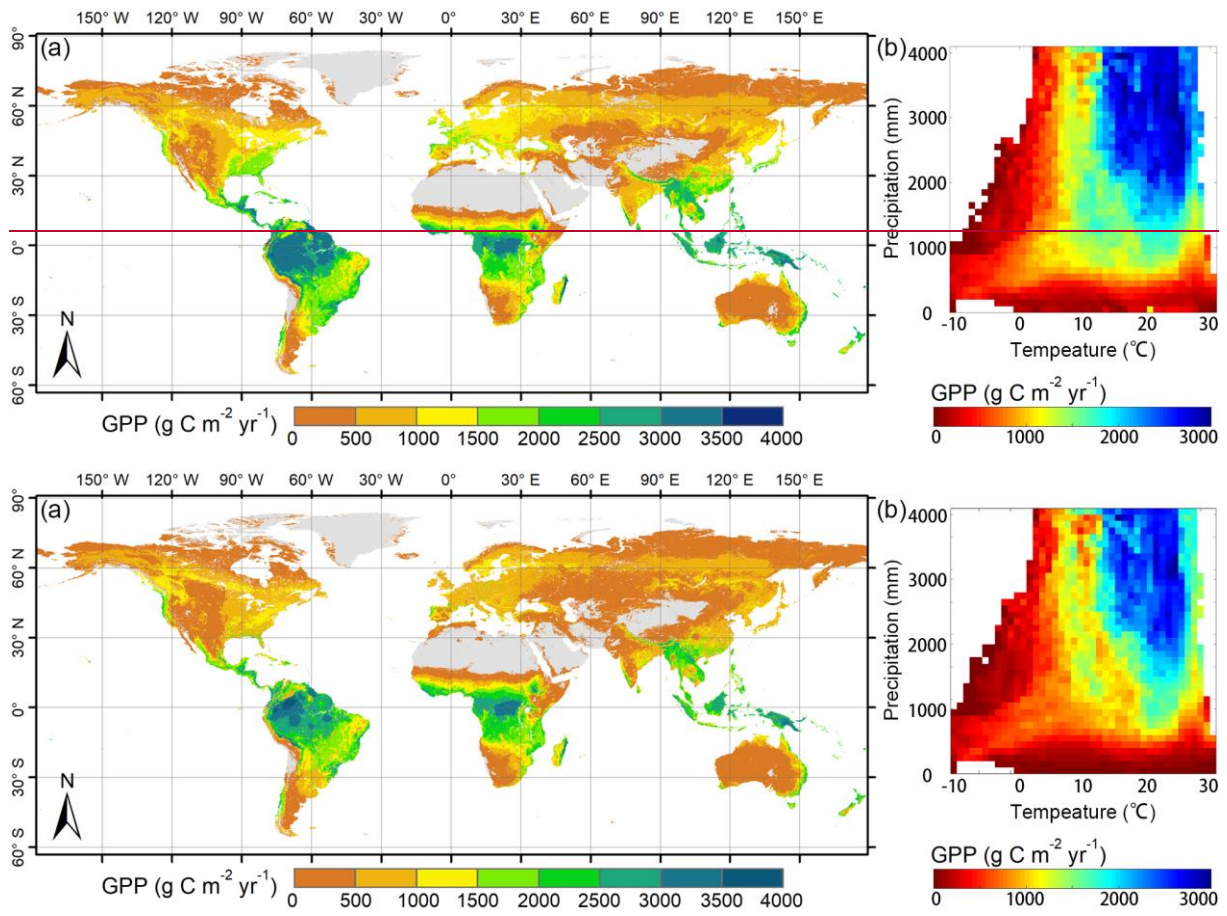 150° W 120° W 90° W 60° W 30° W 0° 30° E 60° E 90° E 120° E 150° E
(a)
90°
60° N
30° N
0°
30° S
60° S
N
GPP (g C m-2 yr-1)
0 500 1000 1500 2000 2500 3000 3500 4000
(b)
Precipitation (mm)
4000
3000
2000
1000
0
-10 0 10 20 30
Tempeature (℃)
GPP (g C m-2 yr-1)
0 1000 2000 3000
150° W 120° W 90° W 60° W 30° W 0° 30° E 60° E 90° E 120° E 150° E
(a)
90°
60° N
30° N
0°
30° S
60° S
N
GPP (g C m-2 yr-1)
0 500 1000 1500 2000 2500 3000 3500 4000
(b)
Precipitation (mm)
4000
3000
2000
1000
0
-10 0 10 20 30
Tempeature (℃)
GPP (g C m-2 yr-1)
0 1000 2000 3000